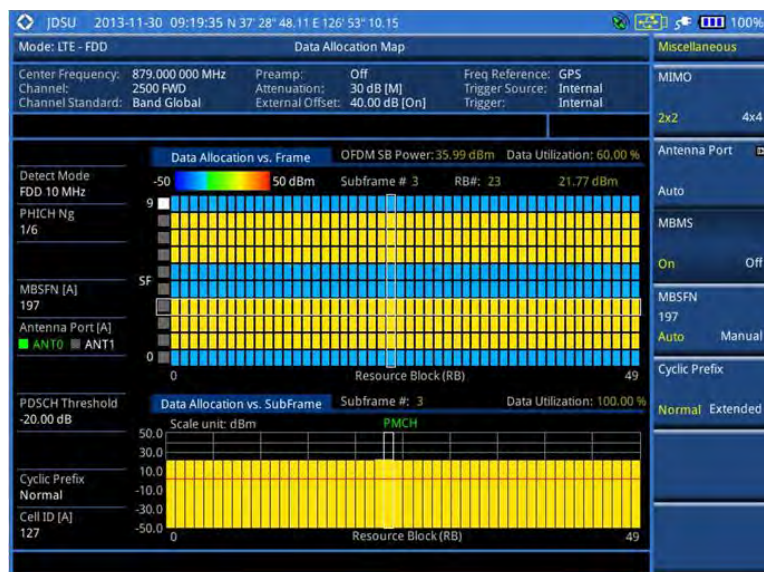 JDSU 2013-11-30 09:19:35 N 37° 28" 48.11 E 126° 53" 10.15 100%
Mode: LTE - FDD Data Allocation Map Miscellaneous
Center Frequency: 879.000 000 MHz Preamp: Off Freq Reference: GPS
Channel: 2500 FWD Attenuation: 30 dB [M] Trigger Source: Internal
Channel Standard: Band Global External Offset: 40.00 dB [On] Trigger: Internal
MIMO
2x2 4x4
Data Allocation vs. Frame OFDM SB Power: 35.99 dBm Data Utilization: 60.00 %
Antenna Port
Auto
Detect Mode
FDD 10 MHz
-50 50 dBm Subframe # 3 RB#: 23 21.77 dBm
9
PHICH Ng
1/6
MBMS
On Off
SF
MBSFN [A]
197
MBSFN
197
Auto Manual
Antenna Port [A]
ANT0 ANT1
0
0 Resource Block (RB) 49
Cyclic Prefix
Normal Extended
PDSCH Threshold
-20.00 dB
Data Allocation vs. SubFrame Subframe #: 3 Data Utilization: 100.00 %
Scale unit: dBm PMCH
50.0
30.0
10.0
-10.0
-30.0
-50.0
0 Resource Block (RB) 49
Cyclic Prefix
Normal
Cell ID [A]
127